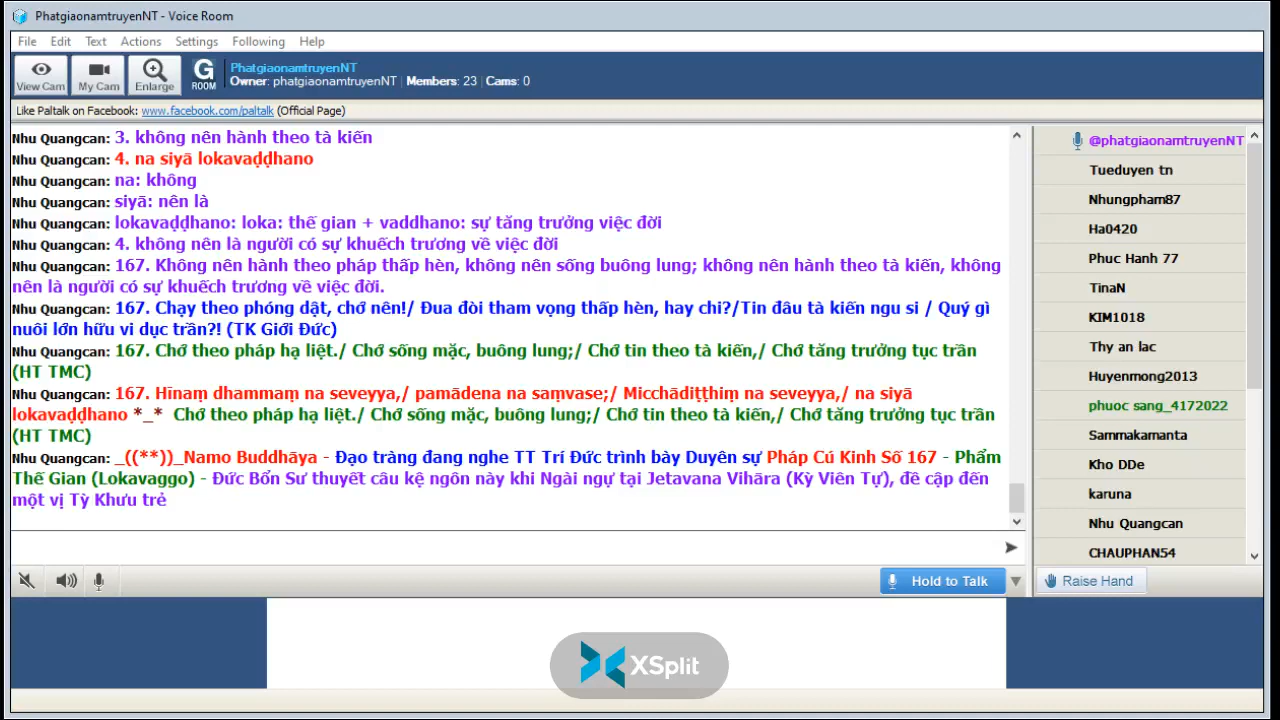 PhatgiaonamtruyenNT - Voice Room
File Edit Text Actions Settings Following Help
View Cam My Cam Enlarge G ROOM
PhatgiaonamtruyenNT
Owner: phatgiaonamtruyenNT | Members: 23 | Cams: 0
Like Paltalk on Facebook: www.facebook.com/paltalk (Official Page)
Nhu Quangcan: 3. không nên hành theo tà kiến
Nhu Quangcan: 4. na siyā lokavaḍḍhano
Nhu Quangcan: na: không
Nhu Quangcan: siyā: nên là
Nhu Quangcan: lokavaḍḍhano: loka: thế gian + vaddhano: sự tăng trưởng việc đời
Nhu Quangcan: 4. không nên là người có sự khuếch trương về việc đời
Nhu Quangcan: 167. Không nên hành theo pháp thấp hèn, không nên sống buông lung; không nên hành theo tà kiến, không
nên là người có sự khuếch trương về việc đời.
Nhu Quangcan: 167. Chạy theo phóng dật, chớ nên!/ Đua đòi tham vọng thấp hèn, hay chi?/Tin đâu tà kiến ngu si / Quý gì
nuôi lớn hữu vi dục trần?! (TK Giới Đức)
Nhu Quangcan: 167. Chớ theo pháp hạ liệt./ Chớ sống mặc, buông lung;/ Chớ tin theo tà kiến,/ Chớ tăng trưởng tục trần
(HT TMC)
Nhu Quangcan: 167. Hīnaṃ dhammaṃ na seveyya,/ pamādena na saṃvase;/ Micchādiṭṭhiṃ na seveyya,/ na siyā
lokavaḍḍhano *_* Chớ theo pháp hạ liệt./ Chớ sống mặc, buông lung;/ Chớ tin theo tà kiến,/ Chớ tăng trưởng tục trần
(HT TMC)
Nhu Quangcan: _((**))_Namo Buddhāya - Đạo tràng đang nghe TT Trí Đức trình bày Duyên sự Pháp Cú Kinh Số 167 - Phẩm
Thế Gian (Lokavaggo) - Đức Bổn Sư thuyết câu kệ ngôn này khi Ngài ngự tại Jetavana Vihāra (Kỳ Viên Tự), đề cập đến
một vị Tỳ Khưu trẻ
@phatgiaonamtruyenNT
Tueduyen tn
Nhungpham87
Ha0420
Phuc Hanh 77
TinaN
KIM1018
Thy an lac
Huyenmong2013
phuoc sang_4172022
Sammakamanta
Kho DDe
karuna
Nhu Quangcan
CHAUPHAN54
Hold to Talk
Raise Hand
XSplit